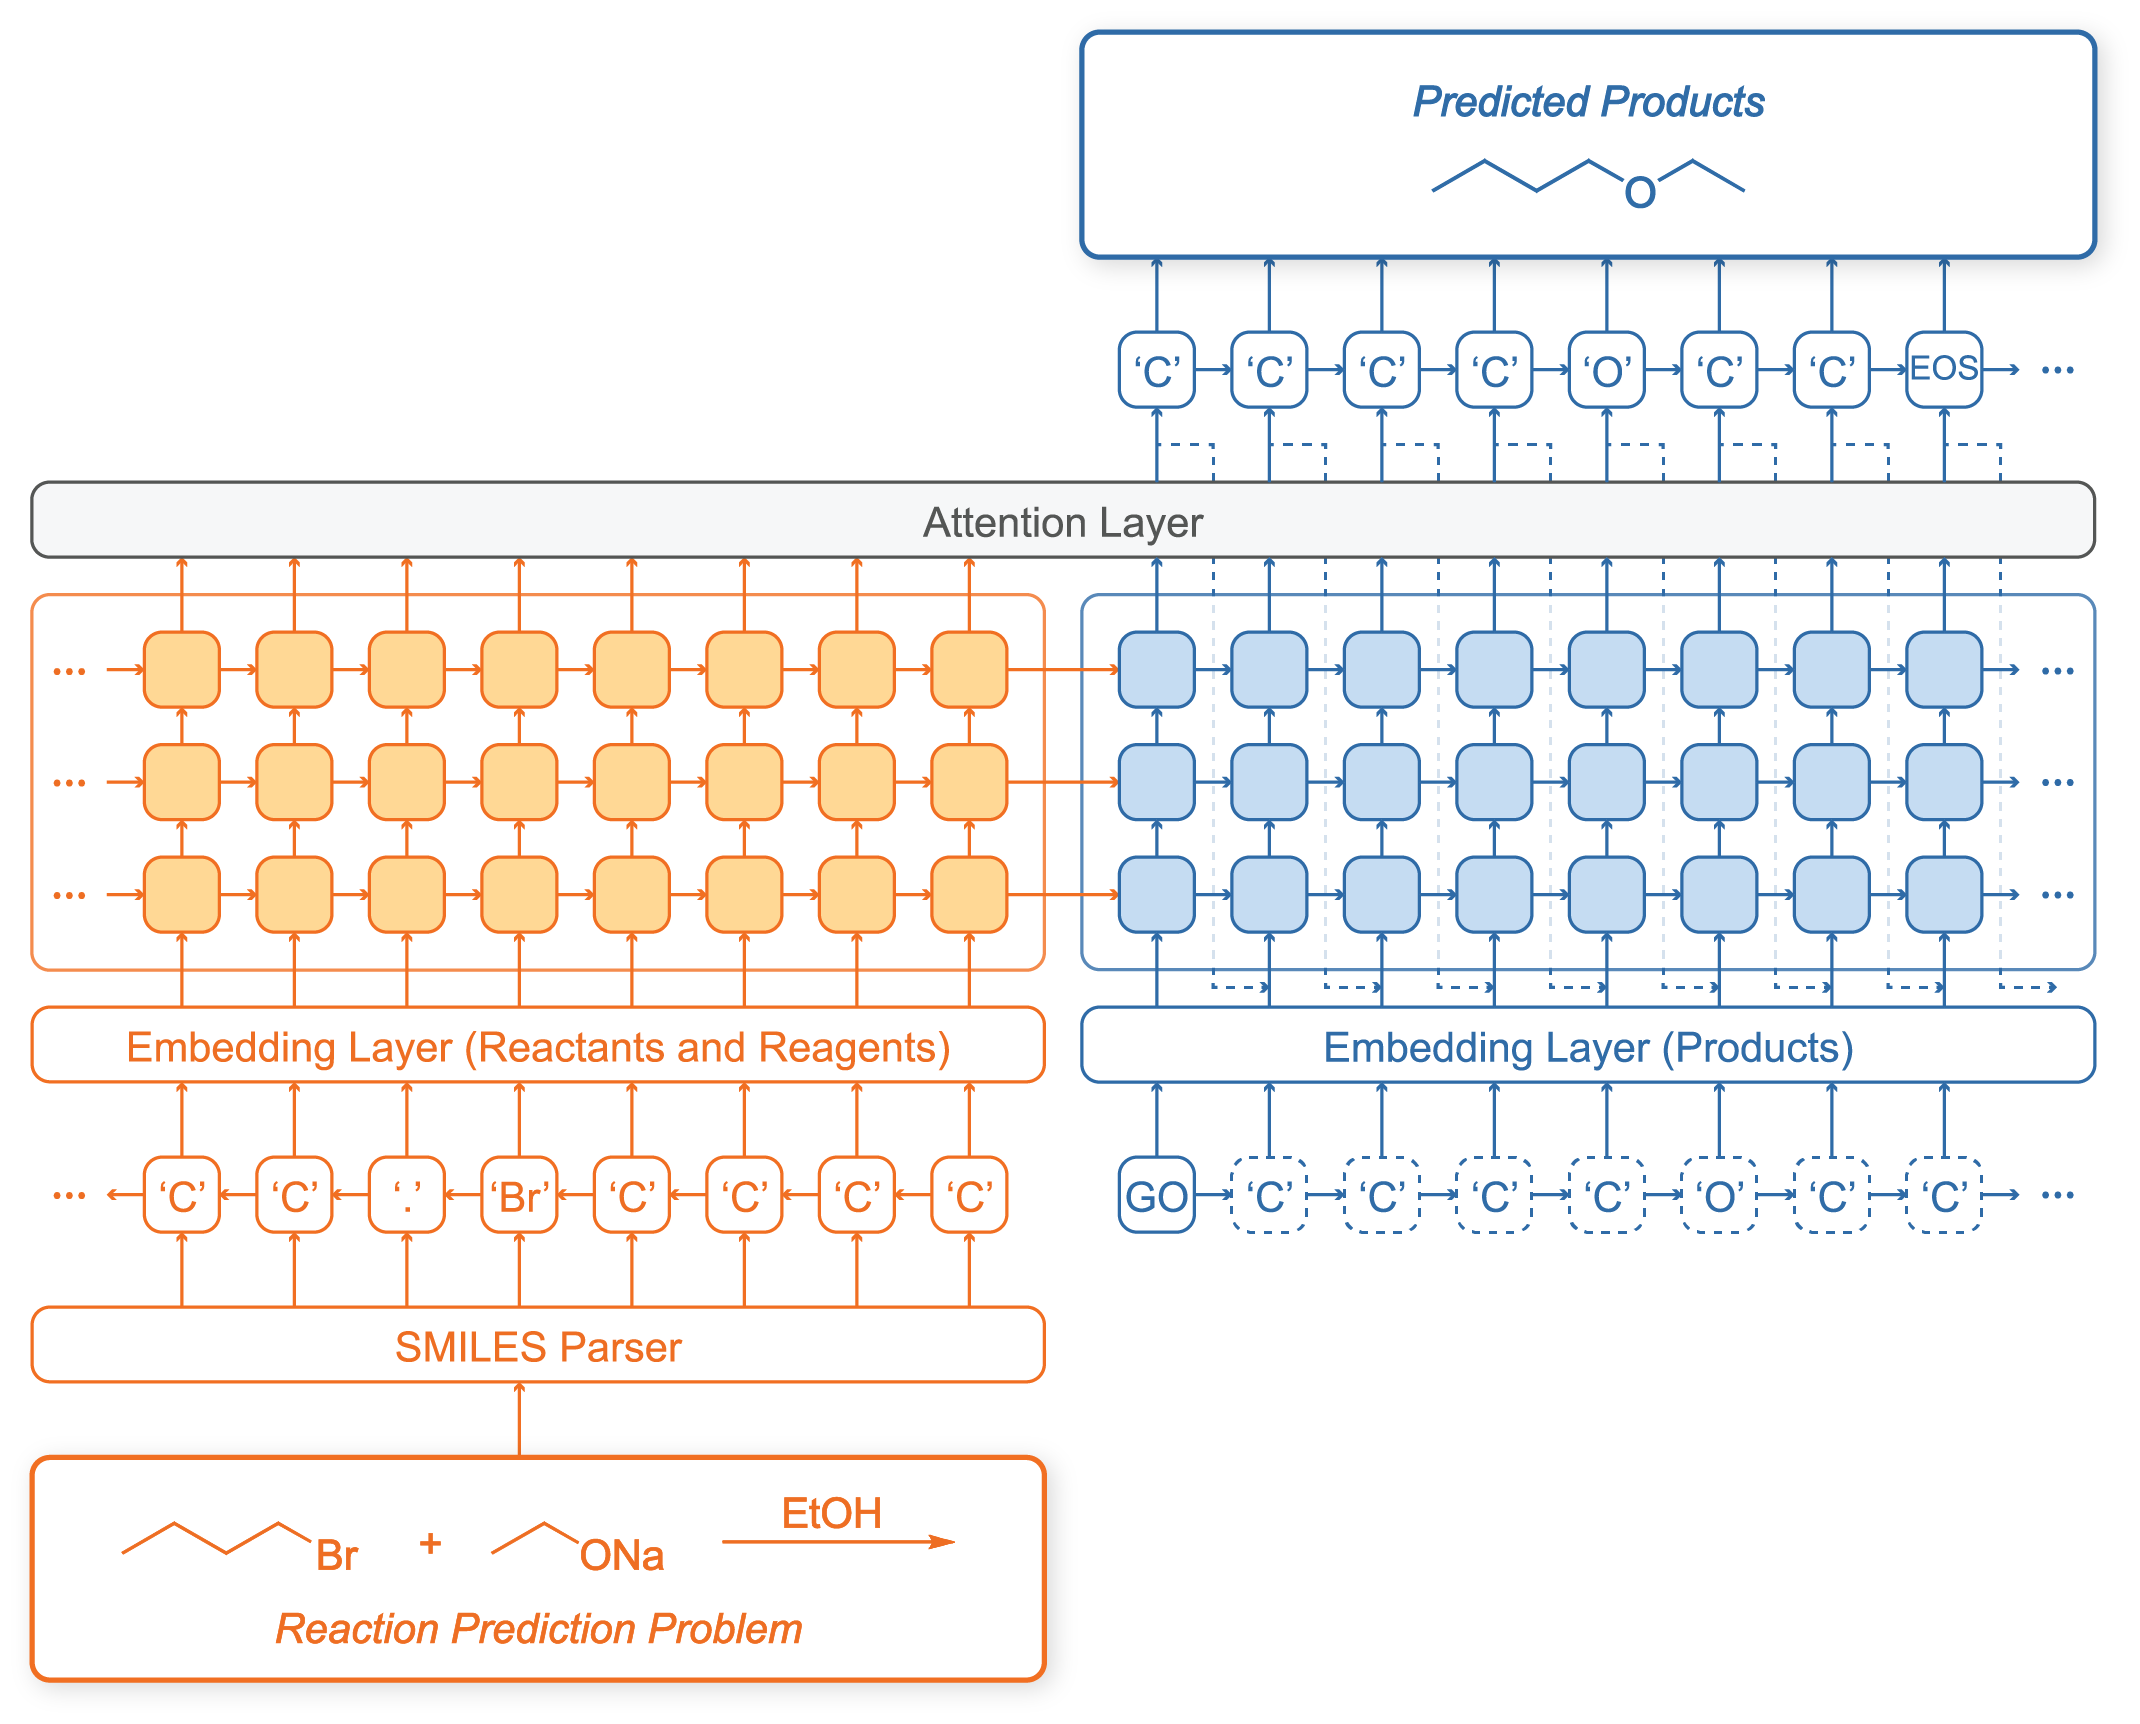 Predicted Products
O
‘C’ ‘C’ ‘C’ ‘C’ ‘O’ ‘C’ ‘C’ EOS ...
Attention Layer
... ...
... ...
... ...
Embedding Layer (Reactants and Reagents) Embedding Layer (Products)
... ‘C’ ‘C’ ‘.’ ‘Br’ ‘C’ ‘C’ ‘C’ ‘C’ GO ‘C’ ‘C’ ‘C’ ‘C’ ‘O’ ‘C’ ‘C’ ...
SMILES Parser
EtOH
Br + ONa
Reaction Prediction Problem